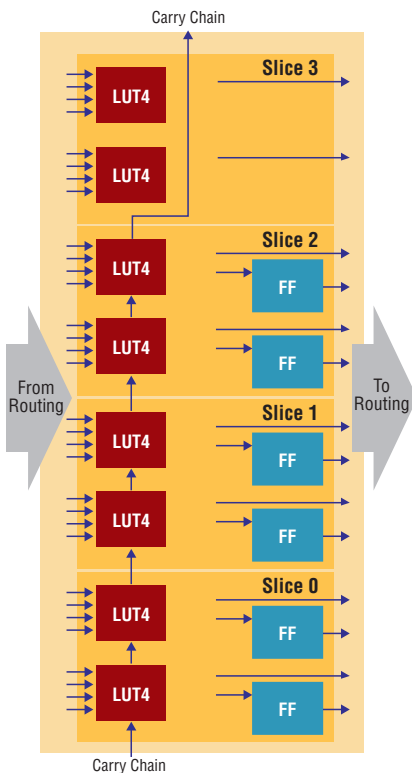 Carry Chain
Slice 3
LUT4
LUT4
Slice 2
LUT4
FF
LUT4
FF
From
Routing
To
Routing
Slice 1
LUT4
FF
LUT4
FF
Slice 0
LUT4
FF
LUT4
FF
Carry Chain